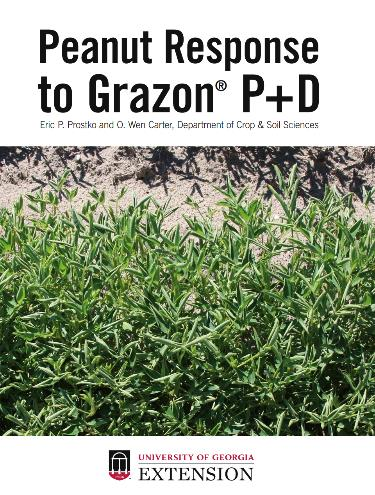 Peanut Response
to Grazon® P+D
Eric P. Prostko and O. Wen Carter, Department of Crop & Soil Sciences
UNIVERSITY OF GEORGIA
EXTENSION